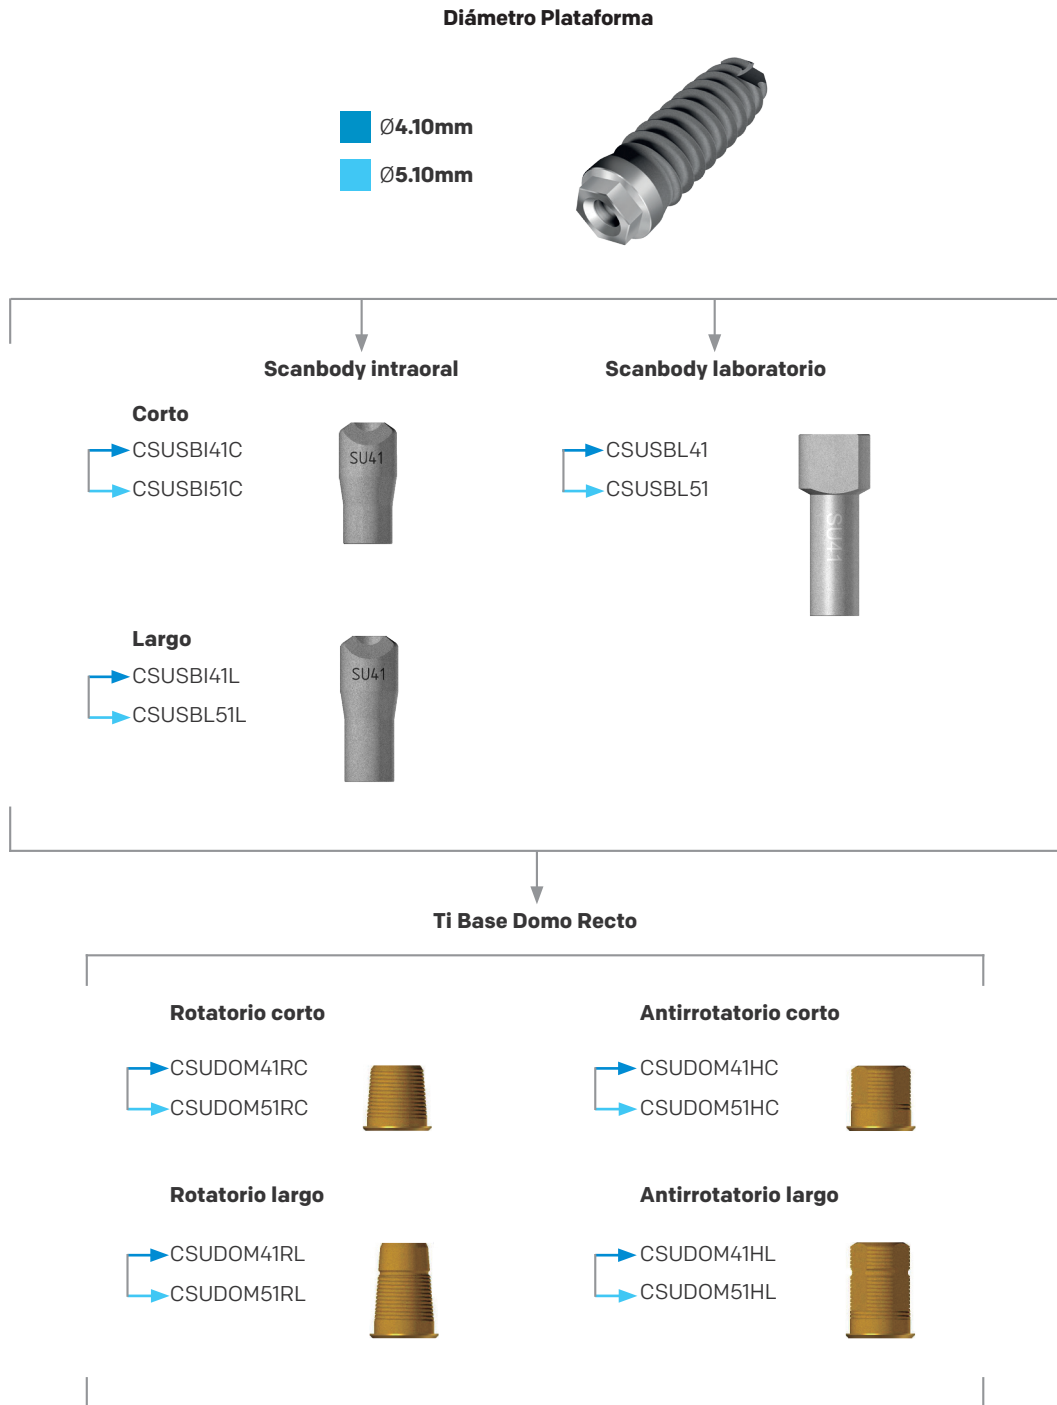 Diámetro Plataforma
Ø4.10mm
Ø5.10mm
Scanbody intraoral
Corto
CSUSBI41C
CSUSBI51C
SU41
Largo
CSUSBI41L
CSUSBL51L
SU41
Scanbody laboratorio
CSUSBL41
CSUSBL51
SU41
Ti Base Domo Recto
Rotatorio corto
CSUDOM41RC
CSUDOM51RC
Antirrotatorio corto
CSUDOM41HC
CSUDOM51HC
Rotatorio largo
CSUDOM41RL
CSUDOM51RL
Antirrotatorio largo
CSUDOM41HL
CSUDOM51HL